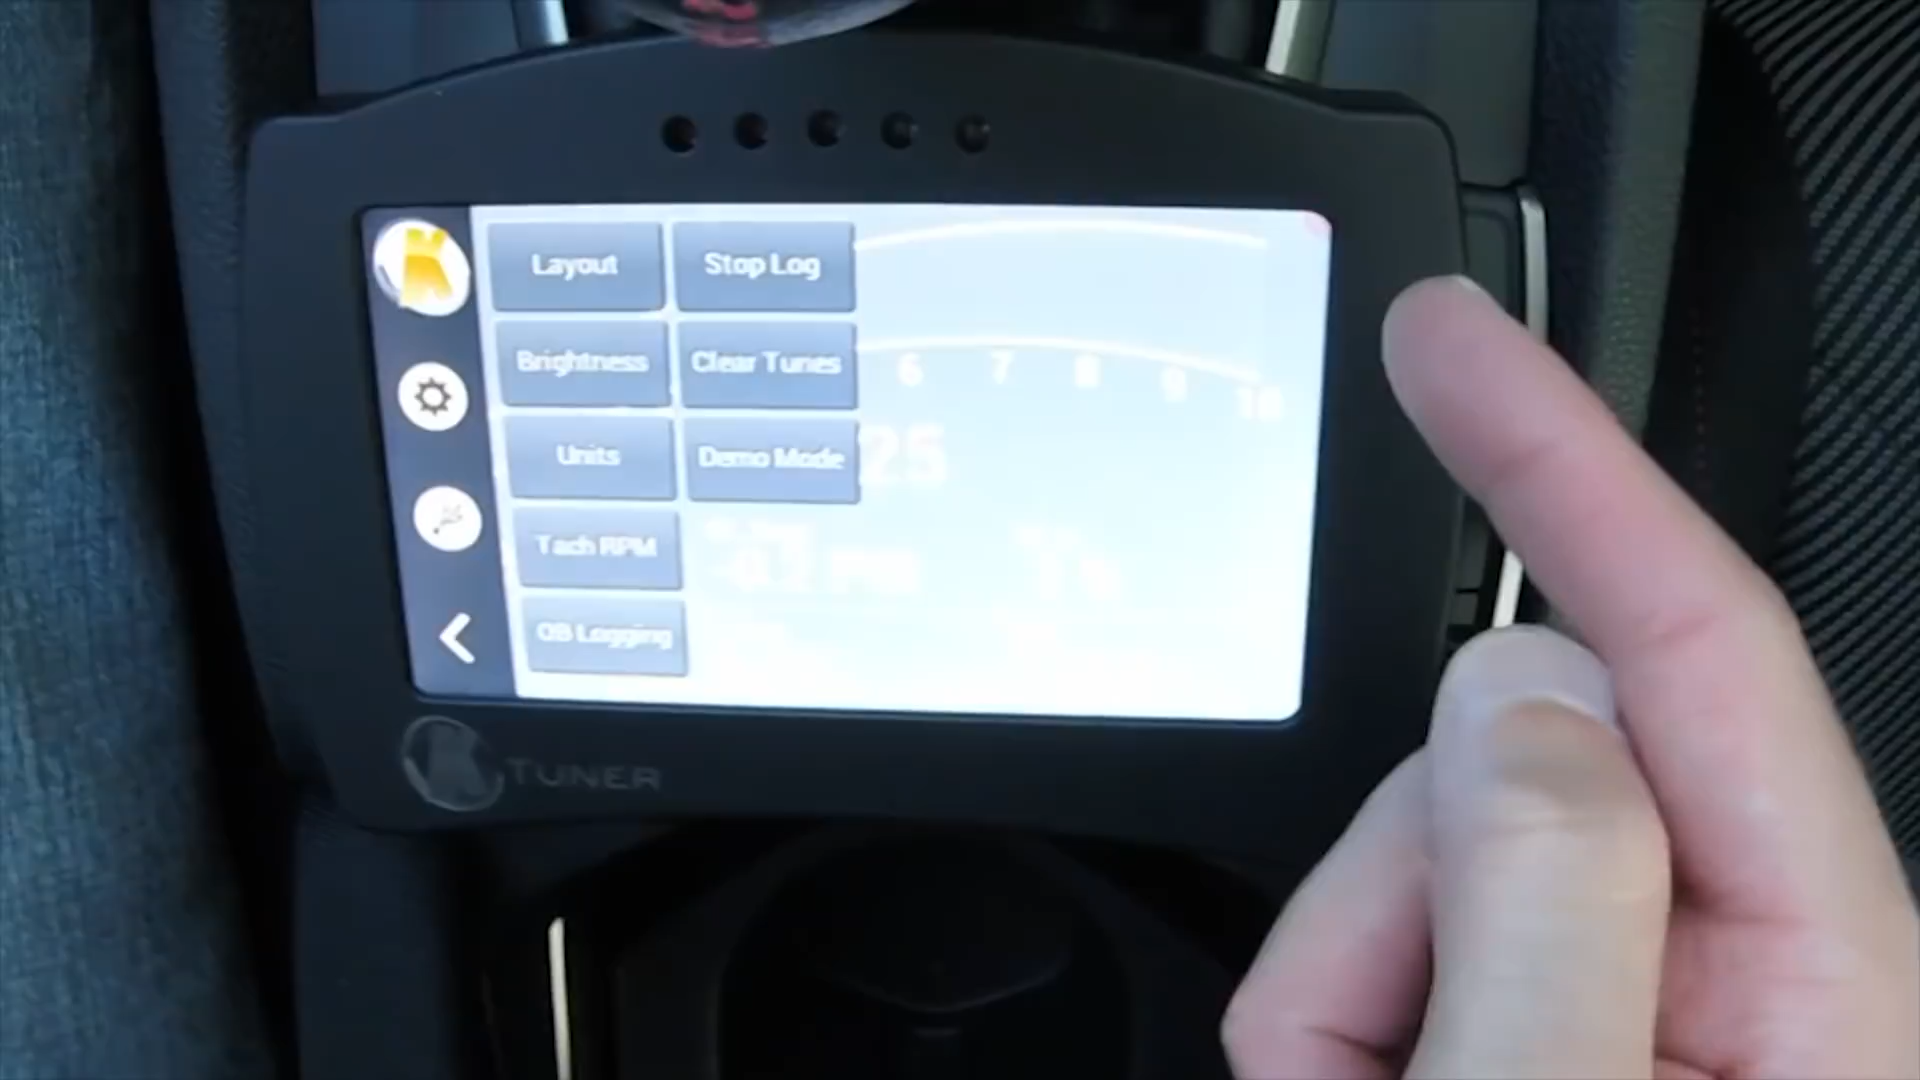 Layout Stop Log
Brightness Clear Tunes
6 7 8 9 10
Units Demo Mode 25
Tach RPM
OB Logging
TUNER